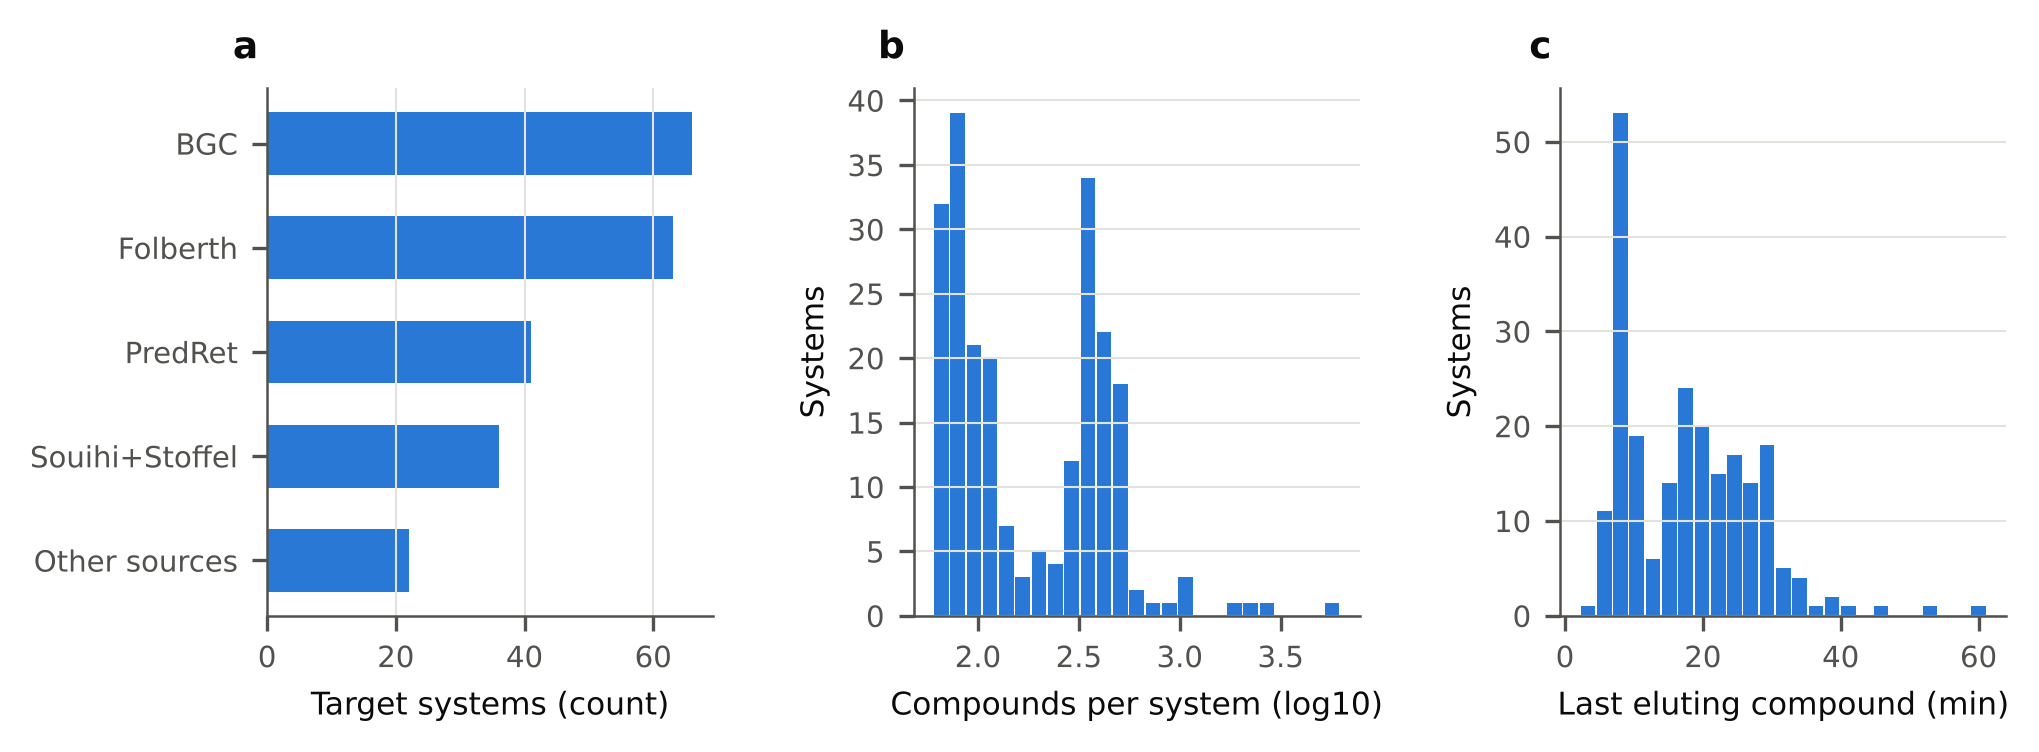 a
BGC
Folberth
PredRet
Souihi+Stoffel
Other sources
0 20 40 60
Target systems (count)
b
40
35
30
25
20
15
10
5
0
Systems
2.0 2.5 3.0 3.5
Compounds per system (log10)
c
50
40
30
20
10
0
Systems
0 20 40 60
Last eluting compound (min)